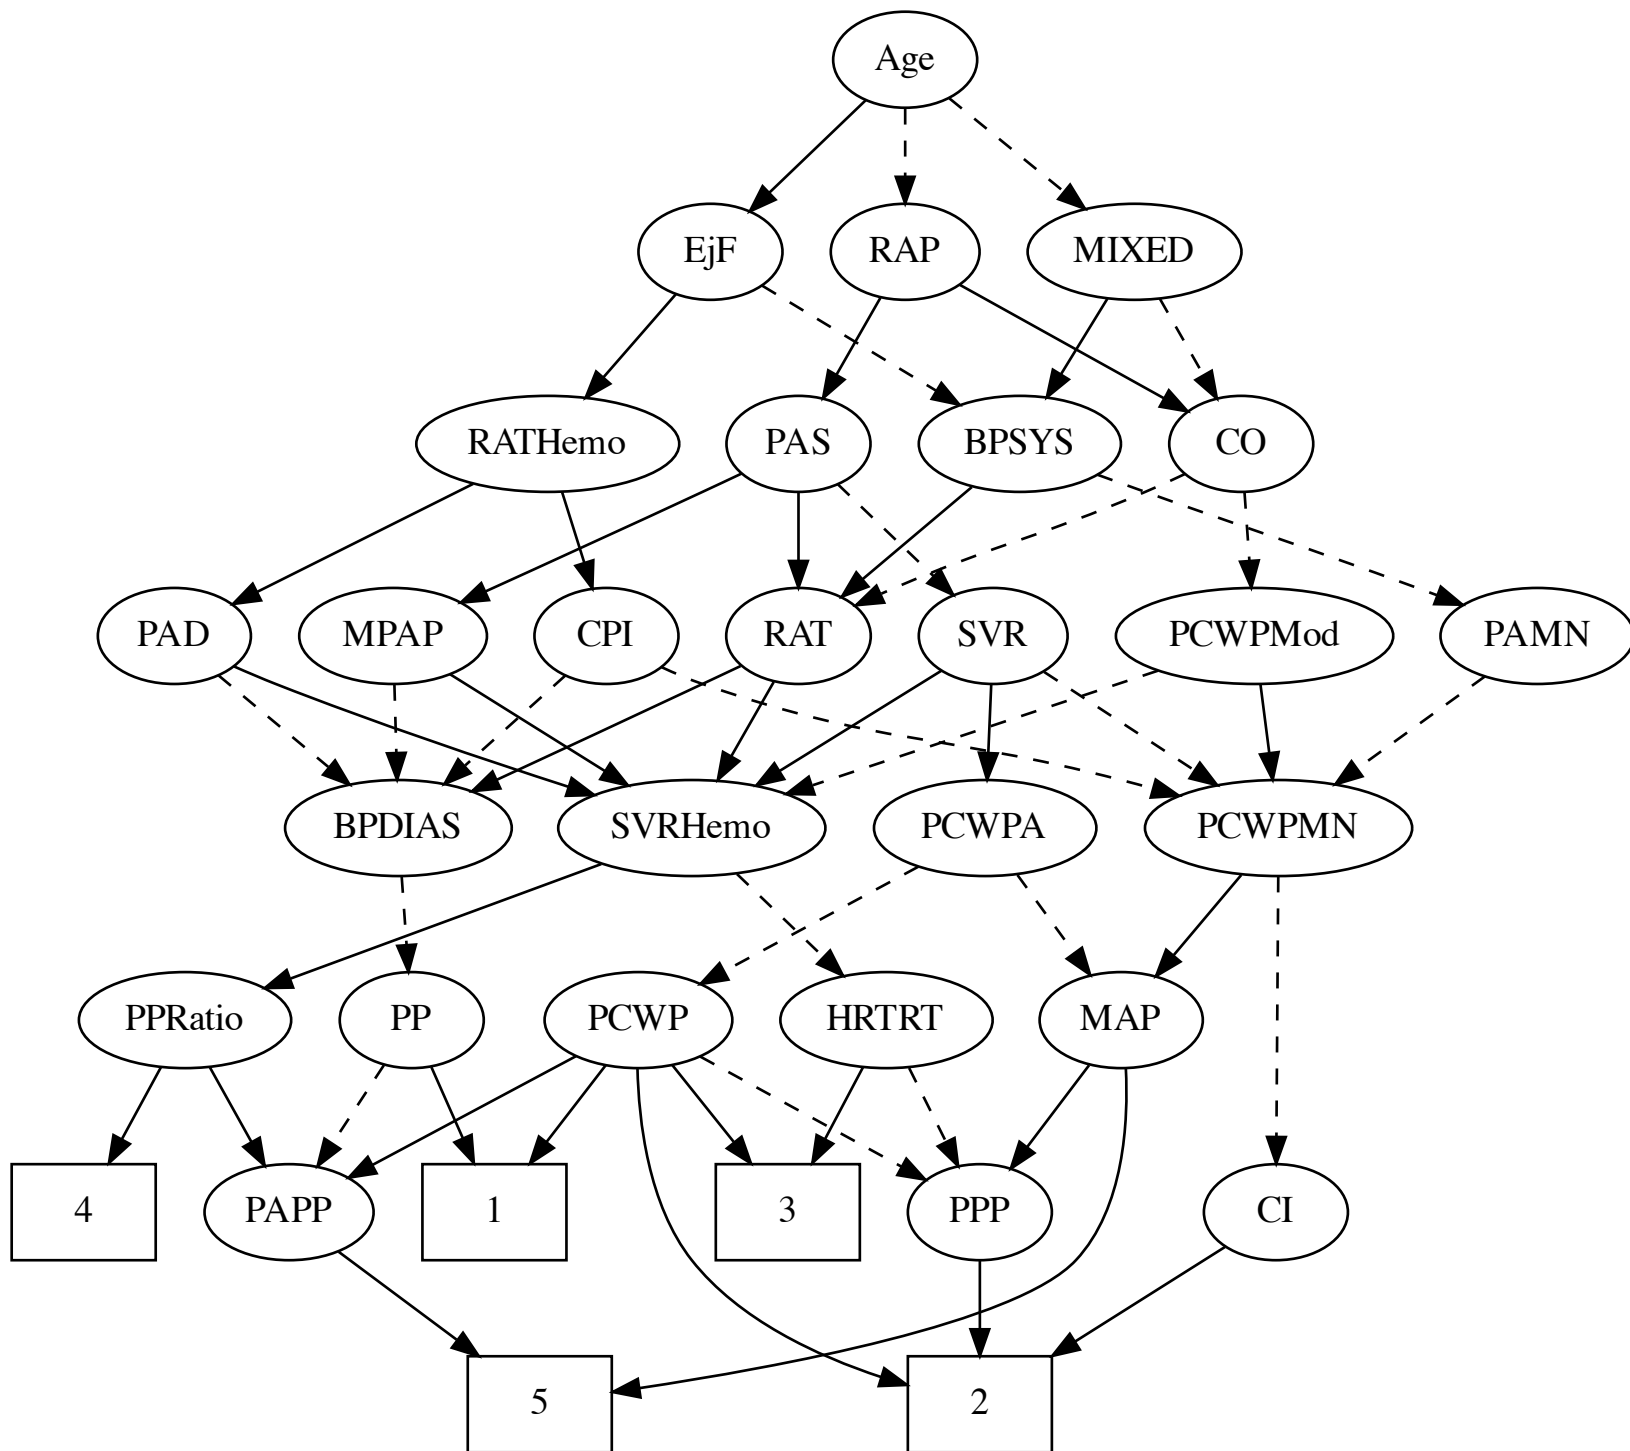 Age
EjF
RAP
MIXED
RATHemo
PAS
BPSYS
CO
PAD
MPAP
CPI
RAT
SVR
PCWPMod
PAMN
BPDIAS
SVRHemo
PCWPA
PCWPMN
PPRatio
PP
PCWP
HRTRT
MAP
4
PAPP
1
3
PPP
CI
5
2